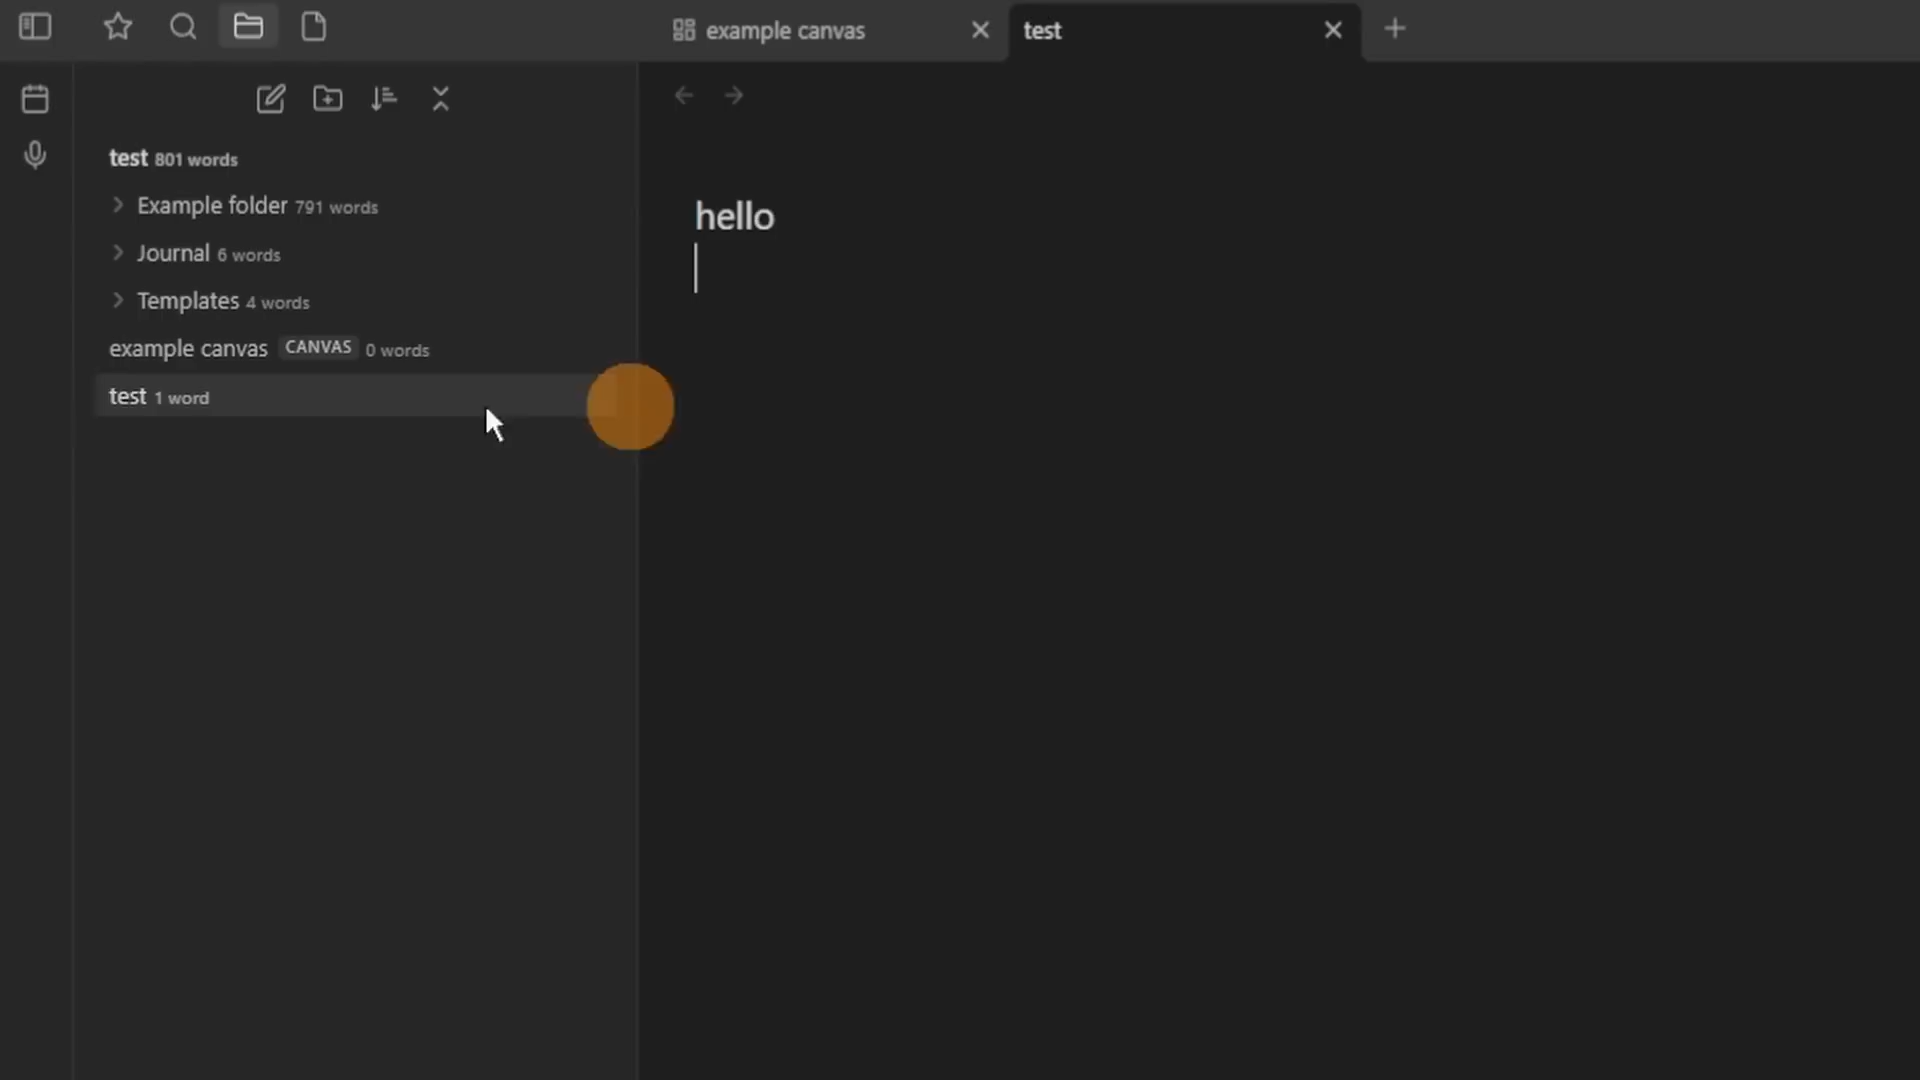 example canvas
test
test 801 words
Example folder 791 words
Journal 6 words
Templates 4 words
example canvas CANVAS 0 words
test 1 word
hello